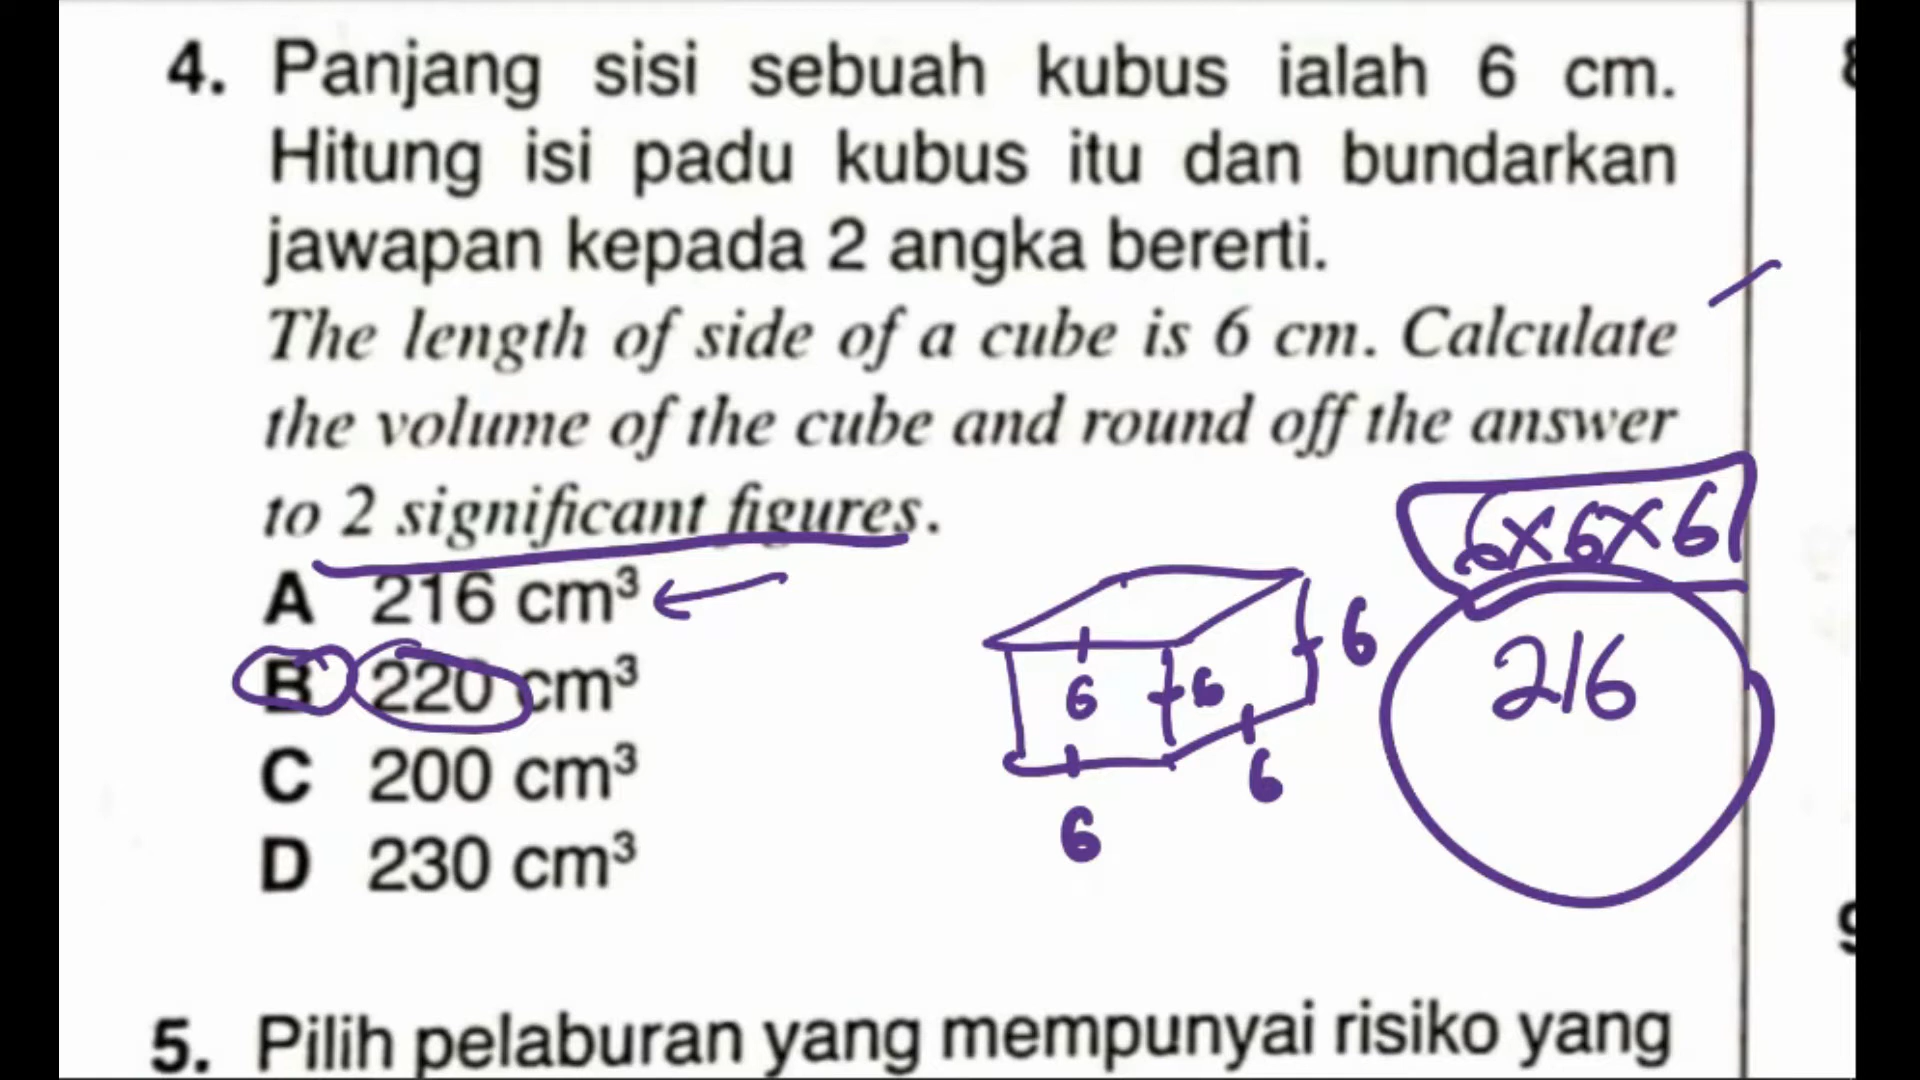 4. Panjang sisi sebuah kubus ialah 6 cm.
Hitung isi padu kubus itu dan bundarkan
jawapan kepada 2 angka bererti.
The length of side of a cube is 6 cm. Calculate
the volume of the cube and round off the answer
to 2 significant figures.
6×6×6
A 216 cm³
B 220 cm³
C 200 cm³
D 230 cm³
6
6
6
6
6
216
5. Pilih pelaburan yang mempunyai risiko yang